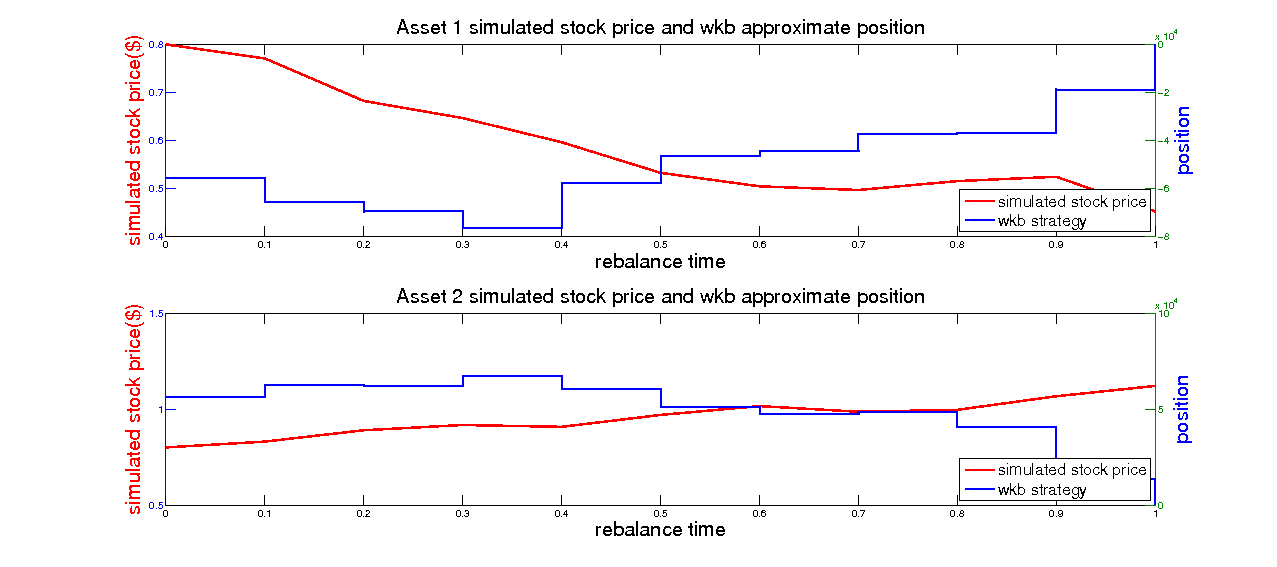 Asset 1 simulated stock price and wkb approximate position
x 10^4
simulated stock price($)
0.8
0.7
0.6
0.5
0.4
0
-2
-4
-6
-8
position
simulated stock price
wkb strategy
0 0.1 0.2 0.3 0.4 0.5 0.6 0.7 0.8 0.9 1
rebalance time
Asset 2 simulated stock price and wkb approximate position
x 10^4
simulated stock price($)
1.5
1
0.5
10
5
0
position
simulated stock price
wkb strategy
0 0.1 0.2 0.3 0.4 0.5 0.6 0.7 0.8 0.9 1
rebalance time